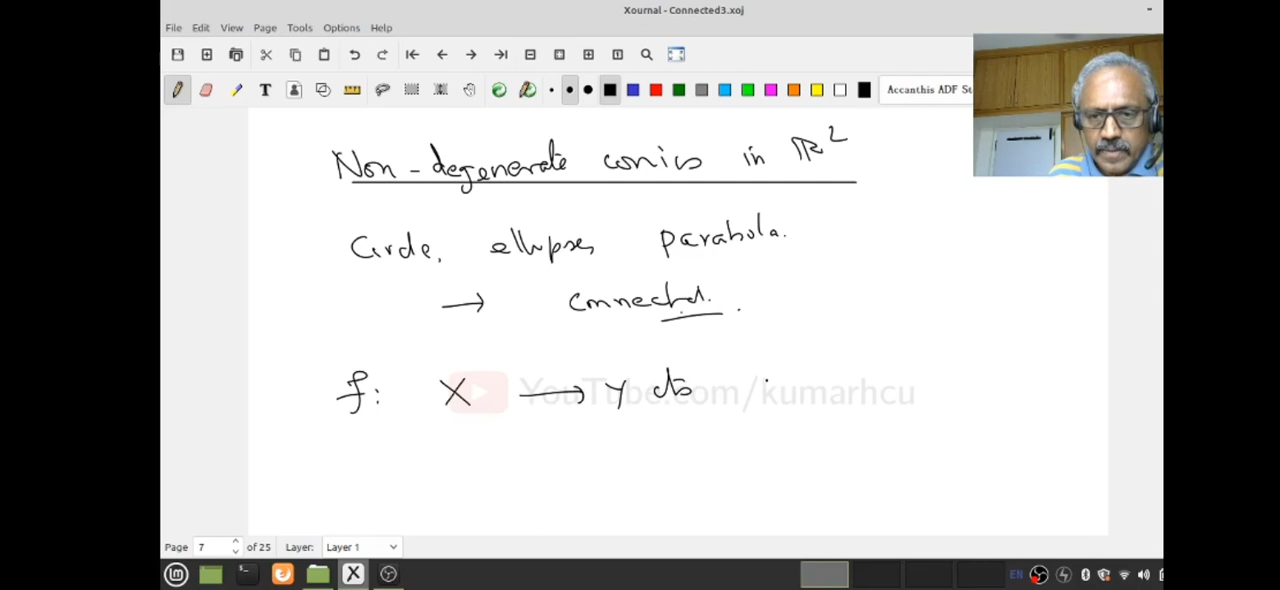 Xournal - Connected3.xoj
File Edit View Page Tools Options Help
Accanthis ADF St
Non-degenerate conics in ℝ²
Circle, ellipses, parabola.
→ connected.
f: X → Y cts
YouTube.com/kumarhcu
Page 7 of 25 Layer: Layer 1
EN